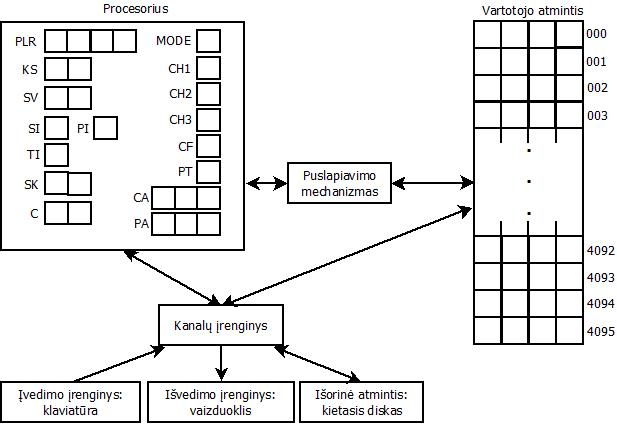 Procesorius
Vartotojo atmintis
PLR
KS
SV
SI
PI
TI
SK
C
MODE
CH1
CH2
CH3
CF
PT
CA
PA
Puslapiavimo
mechanizmas
000
001
002
003
4092
4093
4094
4095
Kanalų įrenginys
Įvedimo įrenginys:
klaviatūra
Išvedimo įrenginys:
vaizduoklis
Išorinė atmintis:
kietasis diskas